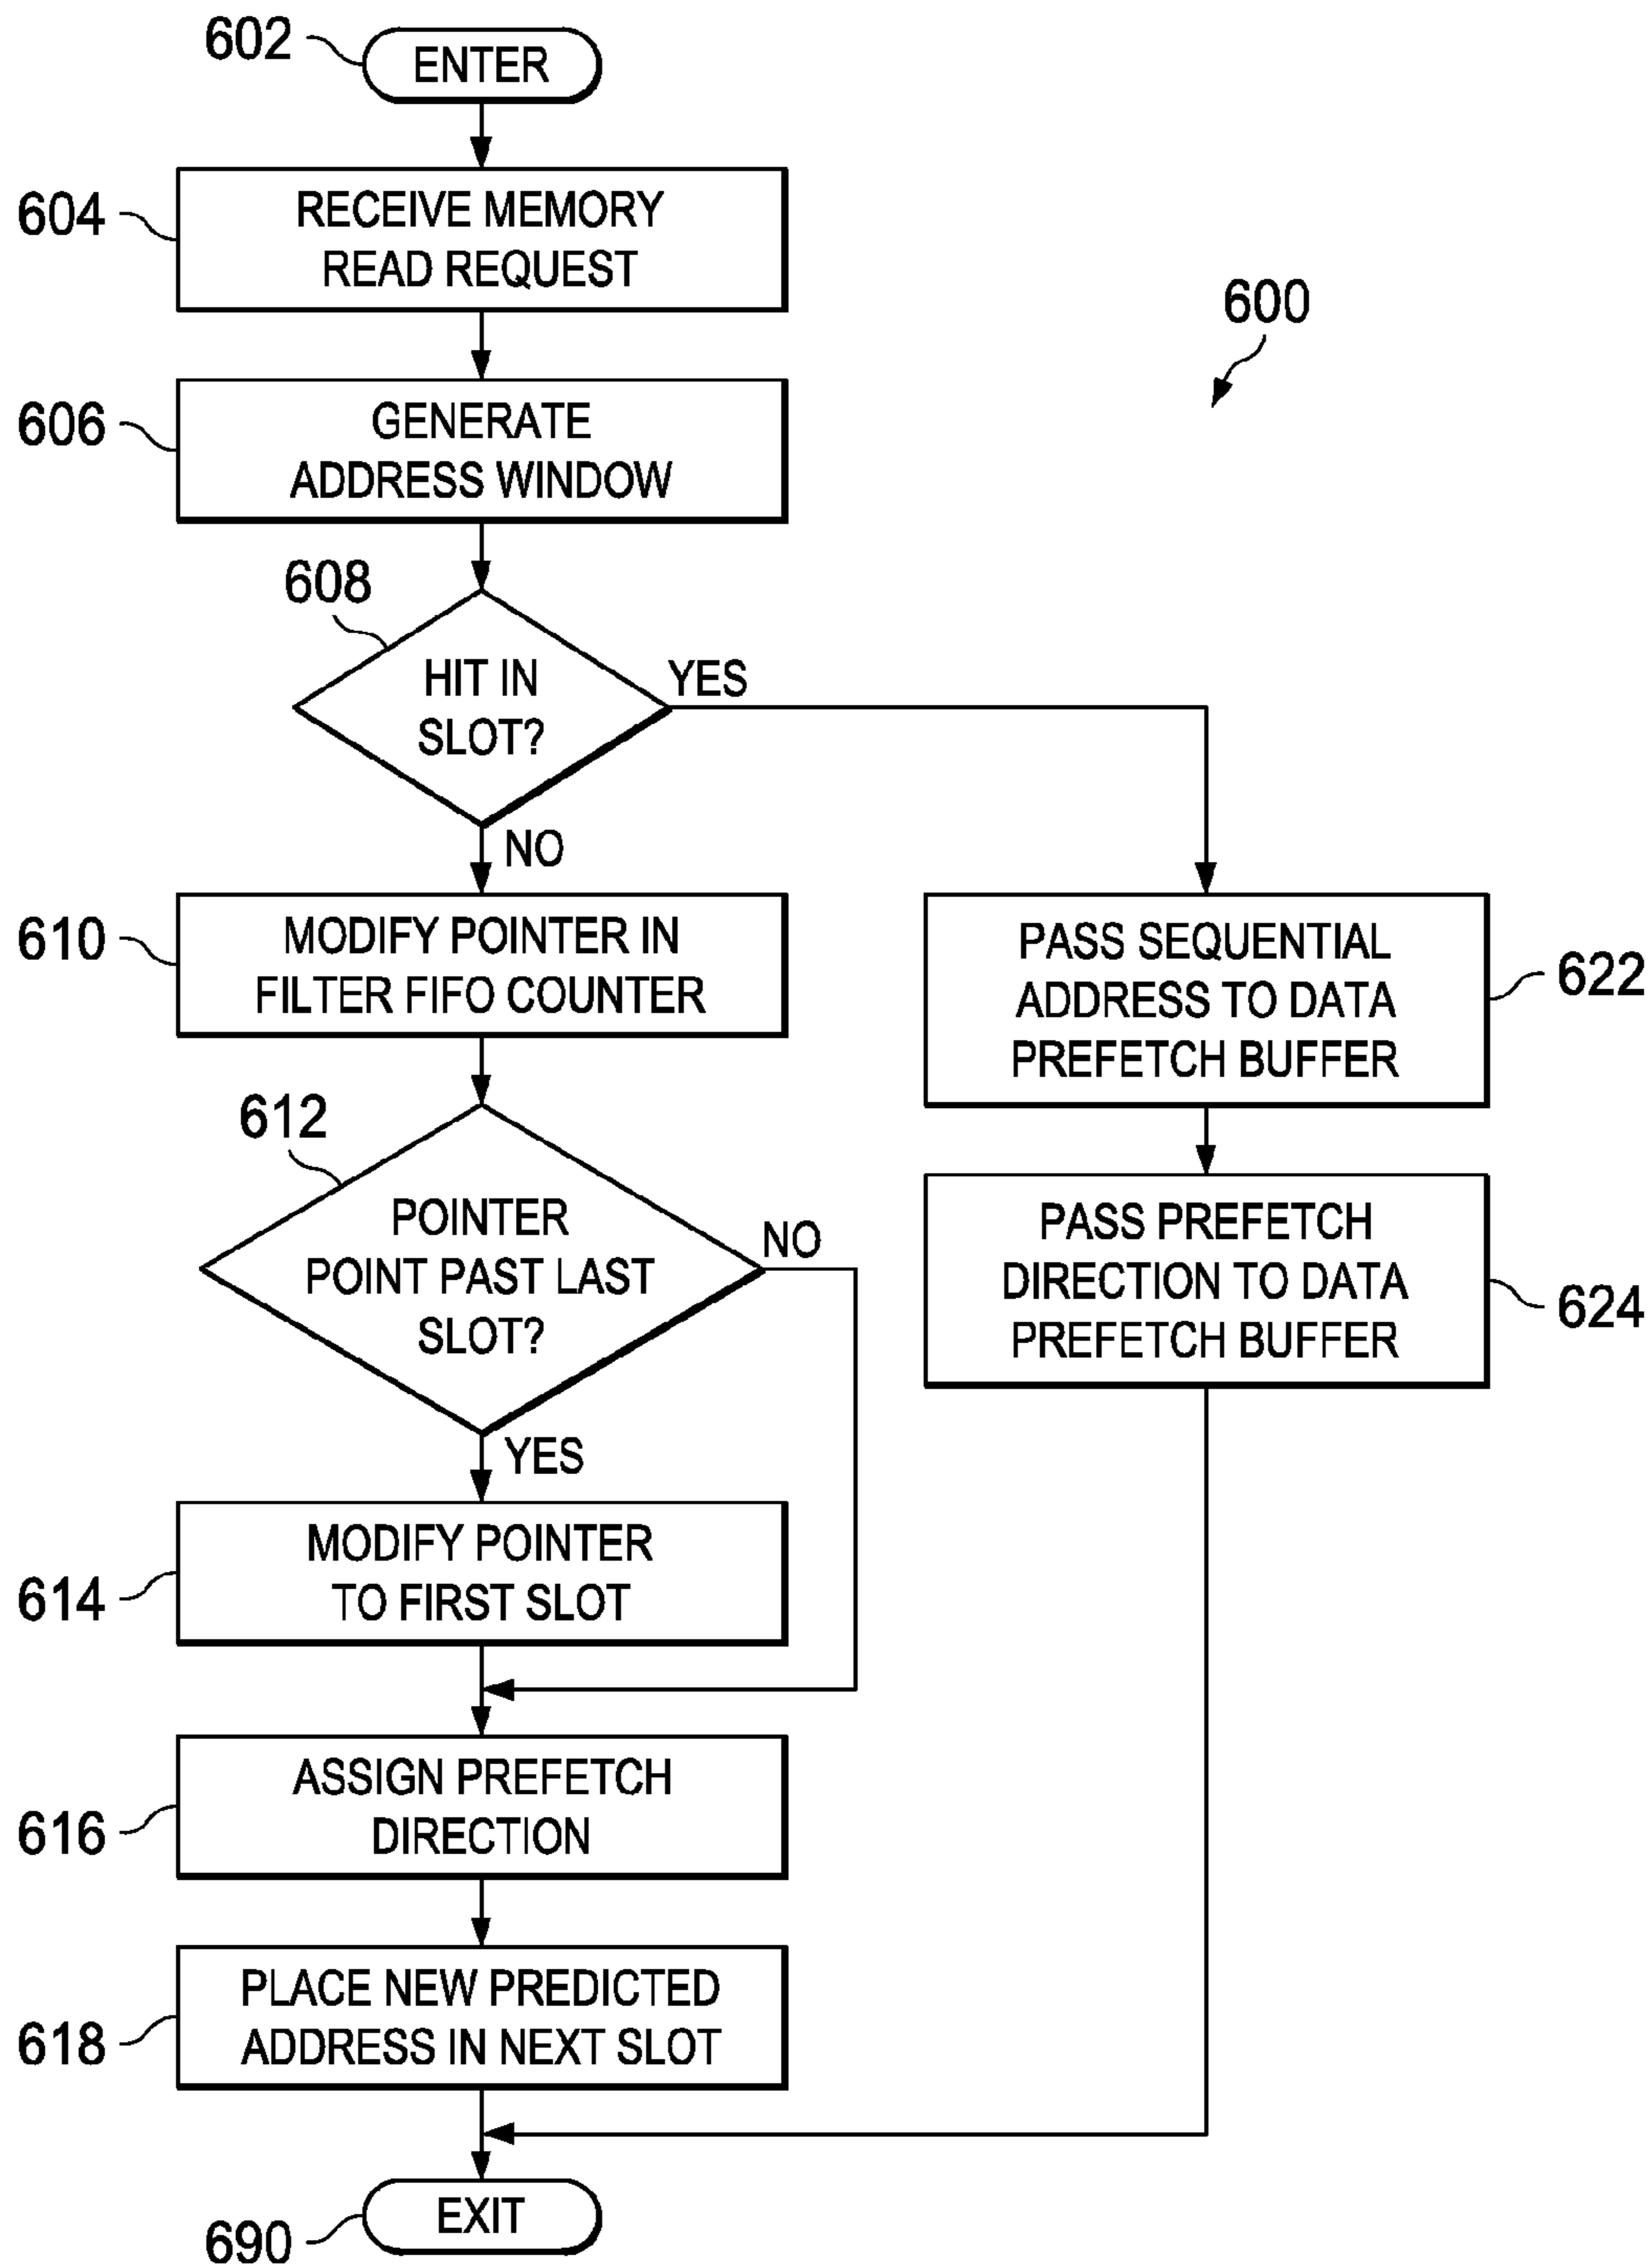 602
ENTER
604
RECEIVE MEMORY
READ REQUEST
600
606
GENERATE
ADDRESS WINDOW
608
HIT IN
SLOT?
YES
NO
610
MODIFY POINTER IN
FILTER FIFO COUNTER
622
PASS SEQUENTIAL
ADDRESS TO DATA
PREFETCH BUFFER
612
POINTER
POINT PAST LAST
SLOT?
NO
YES
624
PASS PREFETCH
DIRECTION TO DATA
PREFETCH BUFFER
614
MODIFY POINTER
TO FIRST SLOT
616
ASSIGN PREFETCH
DIRECTION
618
PLACE NEW PREDICTED
ADDRESS IN NEXT SLOT
690
EXIT